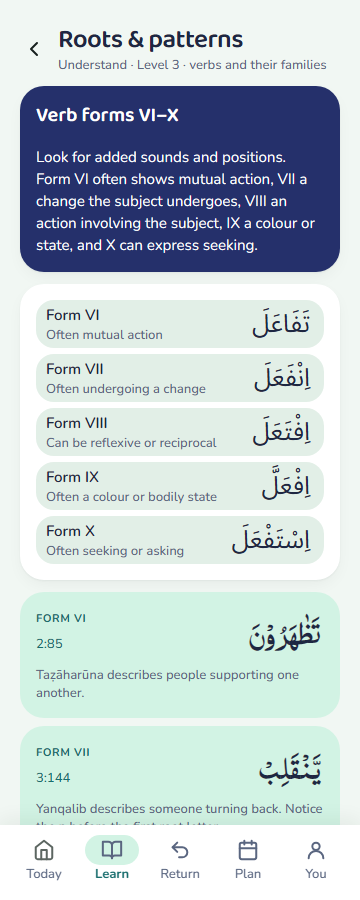 Roots & patterns
Understand · Level 3 · verbs and their families
Verb forms VI–X
Look for added sounds and positions.
Form VI often shows mutual action, VII a
change the subject undergoes, VIII an
action involving the subject, IX a colour or
state, and X can express seeking.
Form VI
تَفَاعَلَ
Often mutual action
Form VII
اِنْفَعَلَ
Often undergoing a change
Form VIII
اِفْتَعَلَ
Can be reflexive or reciprocal
Form IX
اِفْعَلَّ
Often a colour or bodily state
Form X
اِسْتَفْعَلَ
Often seeking or asking
FORM VI
تَظٰهَرُوۡنَ
2:85
Taẓāharūna describes people supporting one
another.
FORM VII
يَّنۡقَلِبۡ
3:144
Yanqalib describes someone turning back. Notice
Today
Learn
Return
Plan
You